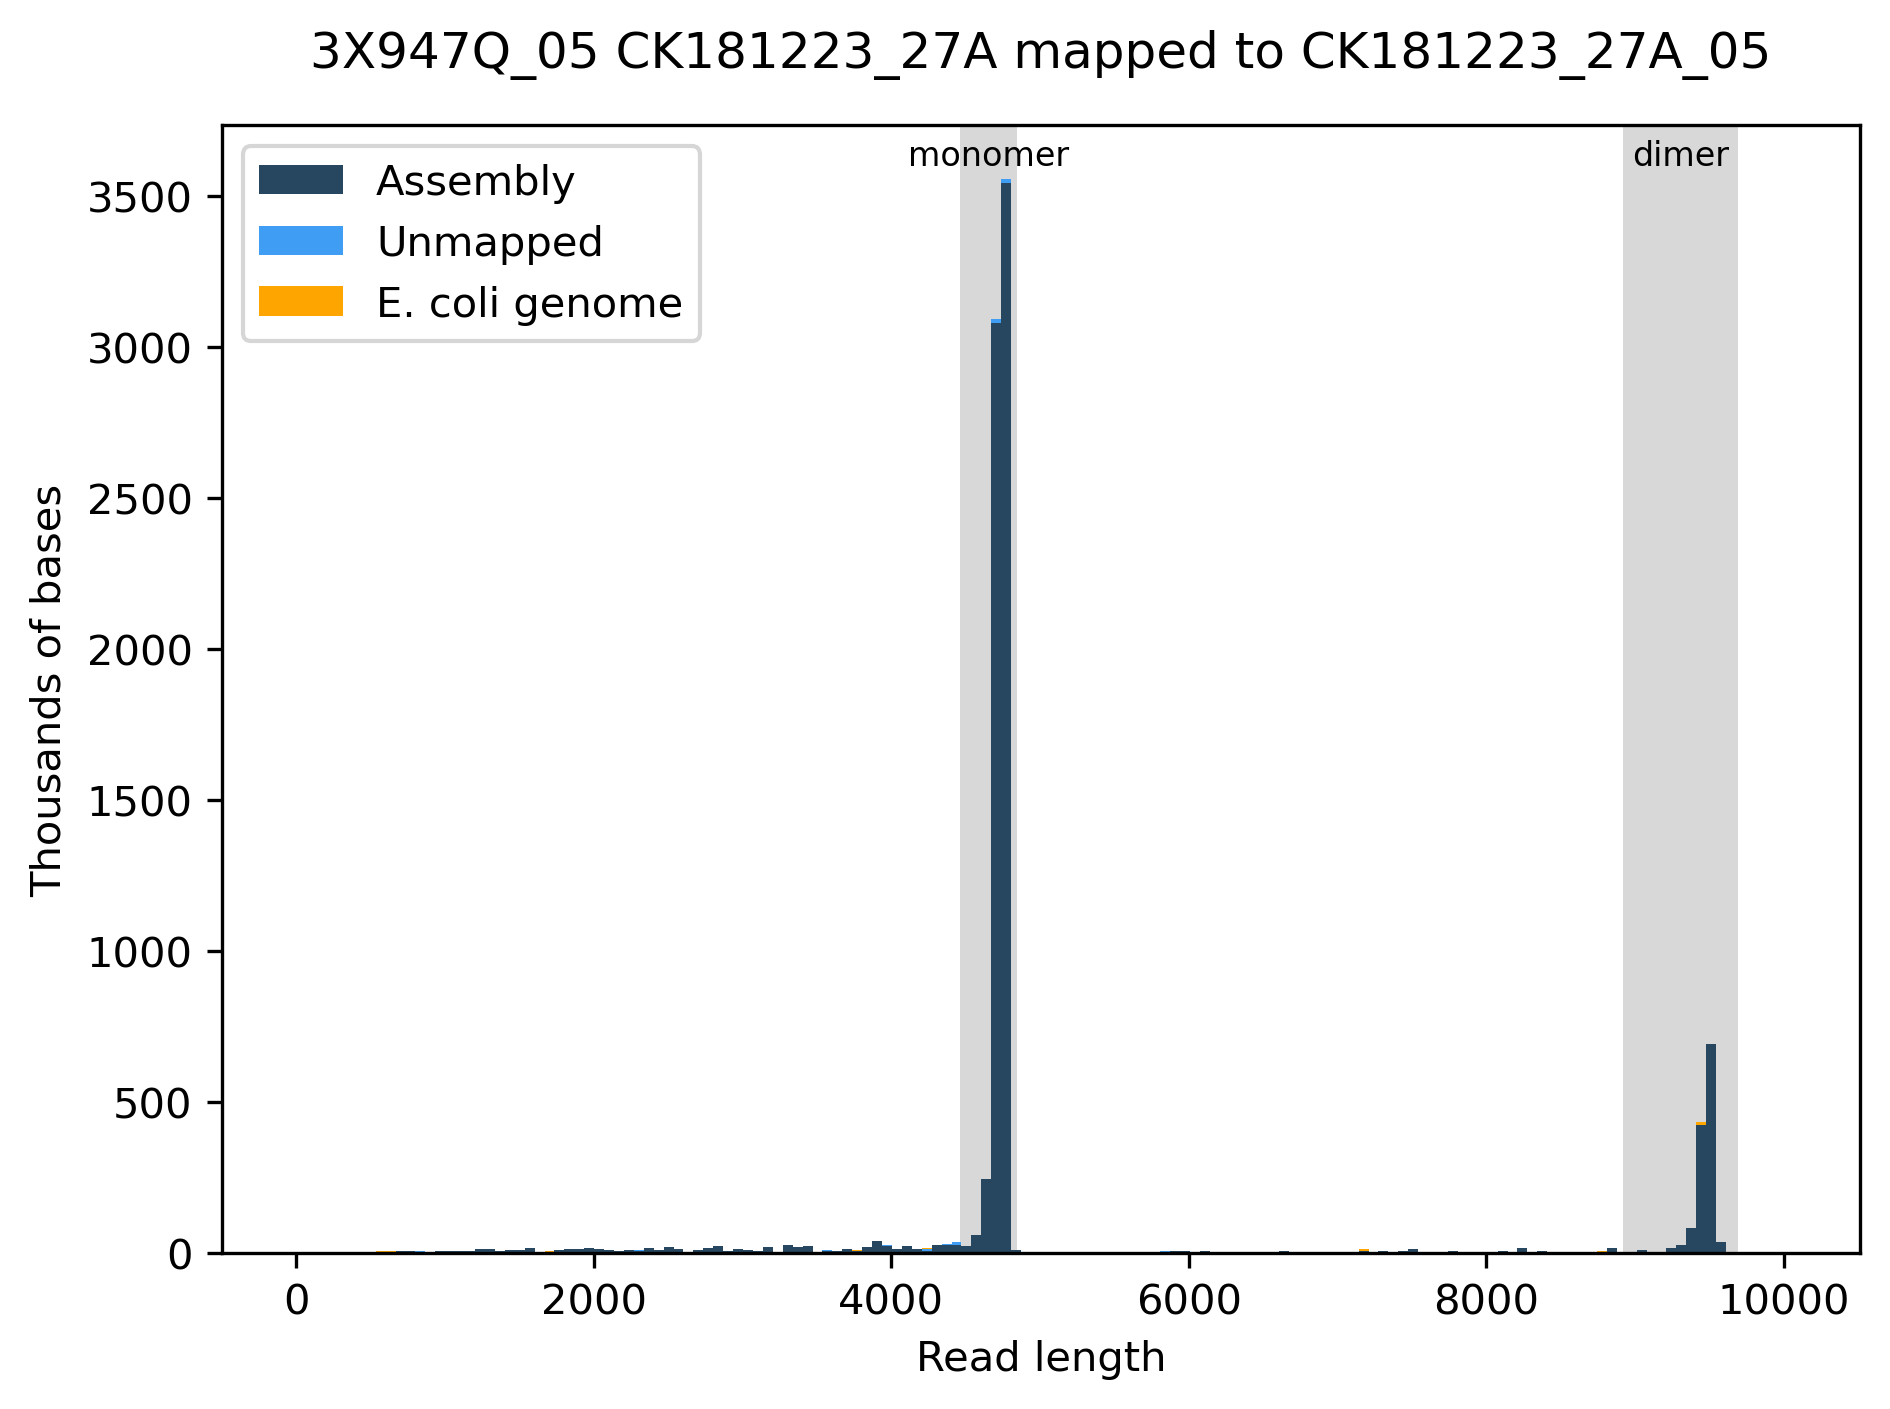 3X947Q_05 CK181223_27A mapped to CK181223_27A_05
monomer
dimer
Assembly
Unmapped
E. coli genome
3500
3000
2500
2000
1500
1000
500
0
Thousands of bases
0 2000 4000 6000 8000 10000
Read length